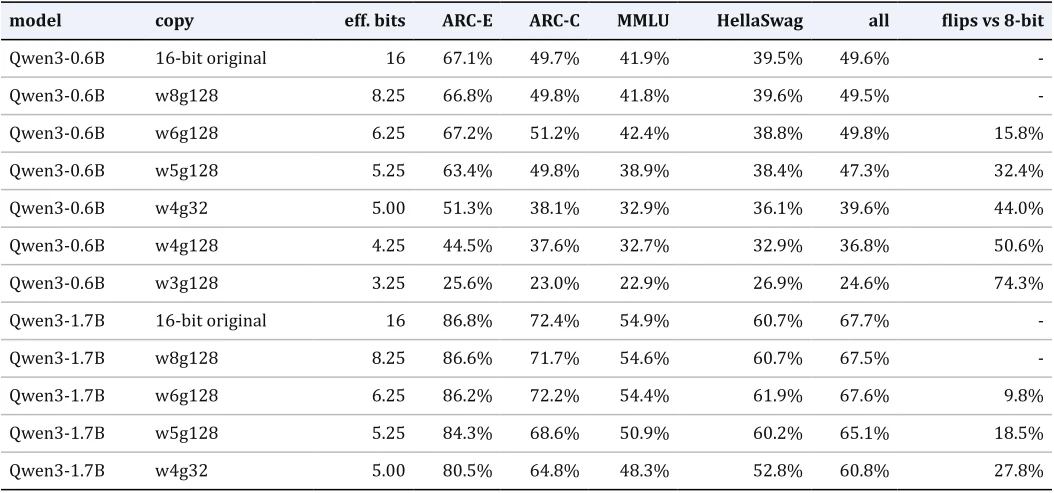 model copy eff. bits ARC-E ARC-C MMLU HellaSwag all flips vs 8-bit
Qwen3-0.6B 16-bit original 16 67.1% 49.7% 41.9% 39.5% 49.6% -
Qwen3-0.6B w8g128 8.25 66.8% 49.8% 41.8% 39.6% 49.5% -
Qwen3-0.6B w6g128 6.25 67.2% 51.2% 42.4% 38.8% 49.8% 15.8%
Qwen3-0.6B w5g128 5.25 63.4% 49.8% 38.9% 38.4% 47.3% 32.4%
Qwen3-0.6B w4g32 5.00 51.3% 38.1% 32.9% 36.1% 39.6% 44.0%
Qwen3-0.6B w4g128 4.25 44.5% 37.6% 32.7% 32.9% 36.8% 50.6%
Qwen3-0.6B w3g128 3.25 25.6% 23.0% 22.9% 26.9% 24.6% 74.3%
Qwen3-1.7B 16-bit original 16 86.8% 72.4% 54.9% 60.7% 67.7% -
Qwen3-1.7B w8g128 8.25 86.6% 71.7% 54.6% 60.7% 67.5% -
Qwen3-1.7B w6g128 6.25 86.2% 72.2% 54.4% 61.9% 67.6% 9.8%
Qwen3-1.7B w5g128 5.25 84.3% 68.6% 50.9% 60.2% 65.1% 18.5%
Qwen3-1.7B w4g32 5.00 80.5% 64.8% 48.3% 52.8% 60.8% 27.8%